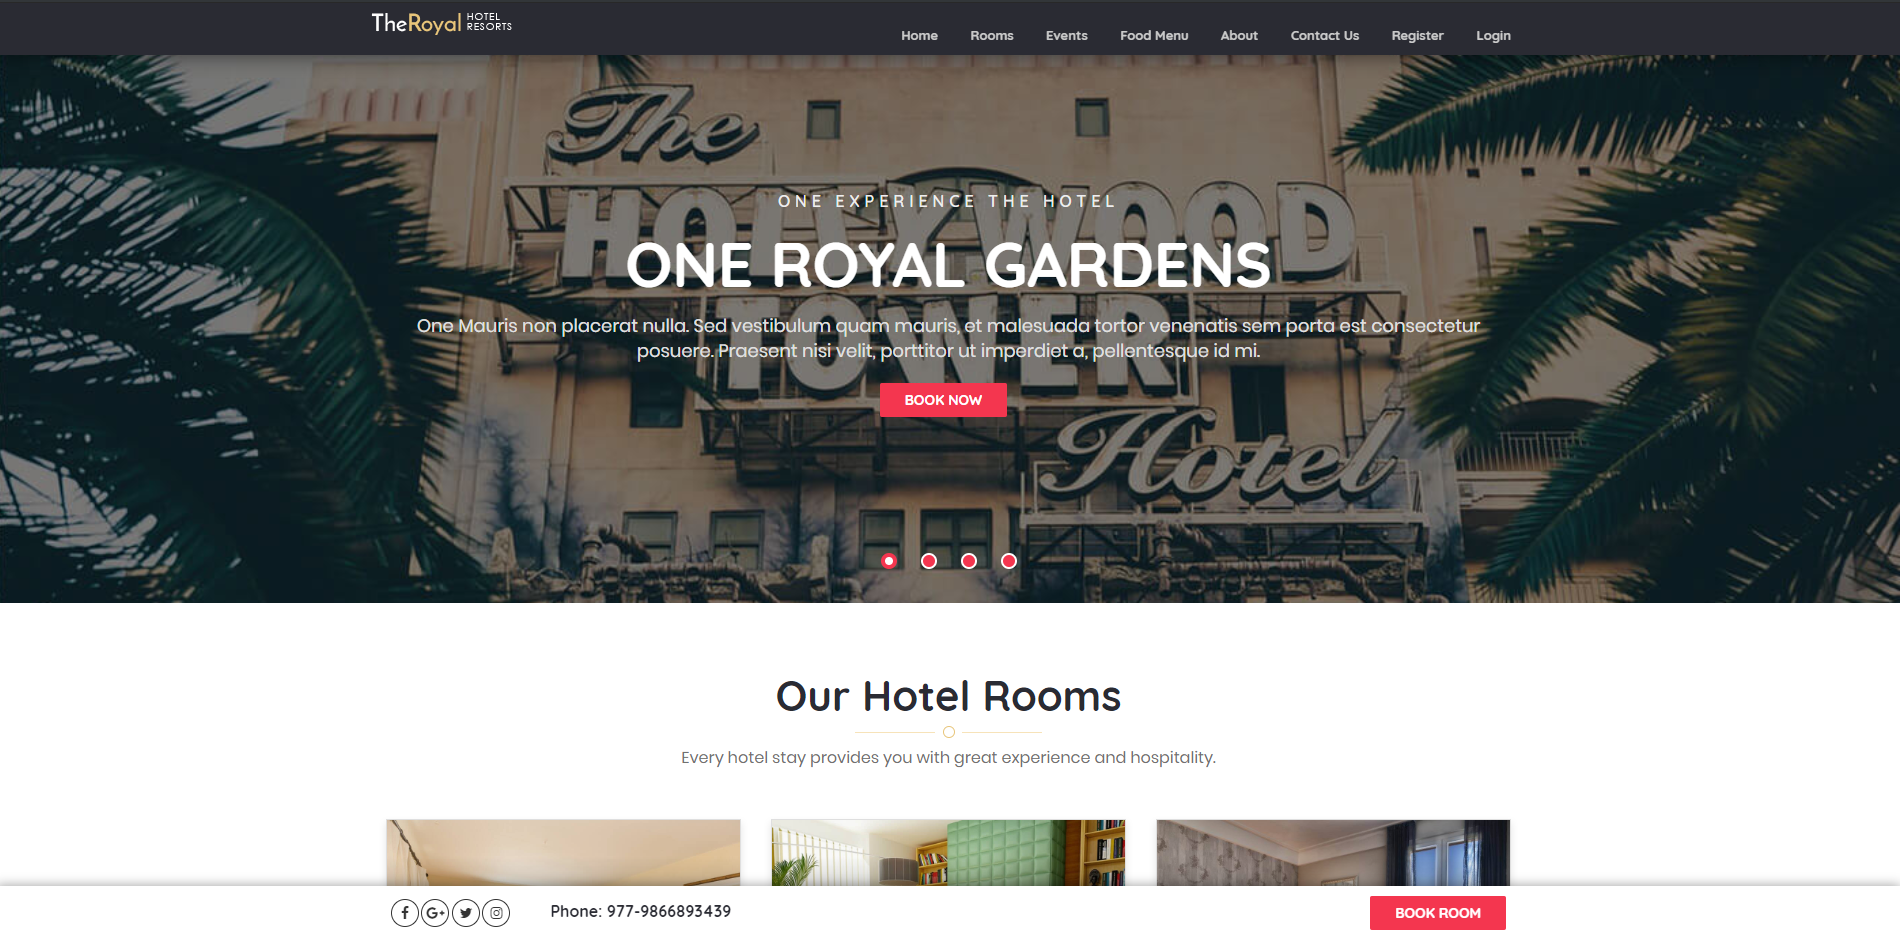 TheRoyal HOTEL RESORTS
Home Rooms Events Food Menu About Contact Us Register Login
The
HOLLYWOOD
TOWER
Hotel
ONE EXPERIENCE THE HOTEL
ONE ROYAL GARDENS
One Mauris non placerat nulla. Sed vestibulum quam mauris, et malesuada tortor venenatis sem porta est consectetur
posuere. Praesent nisi velit, porttitor ut imperdiet a, pellentesque id mi.
BOOK NOW
Our Hotel Rooms
Every hotel stay provides you with great experience and hospitality.
Phone: 977-9866893439
BOOK ROOM